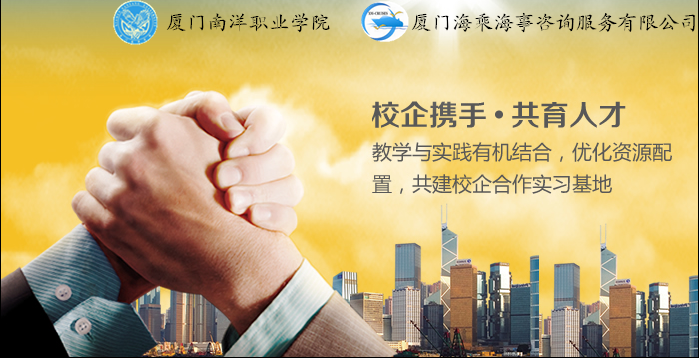 厦门南洋职业学院
厦门海乘海事咨询服务有限公司
校企携手·共育人才
教学与实践有机结合，优化资源配
置，共建校企合作实习基地